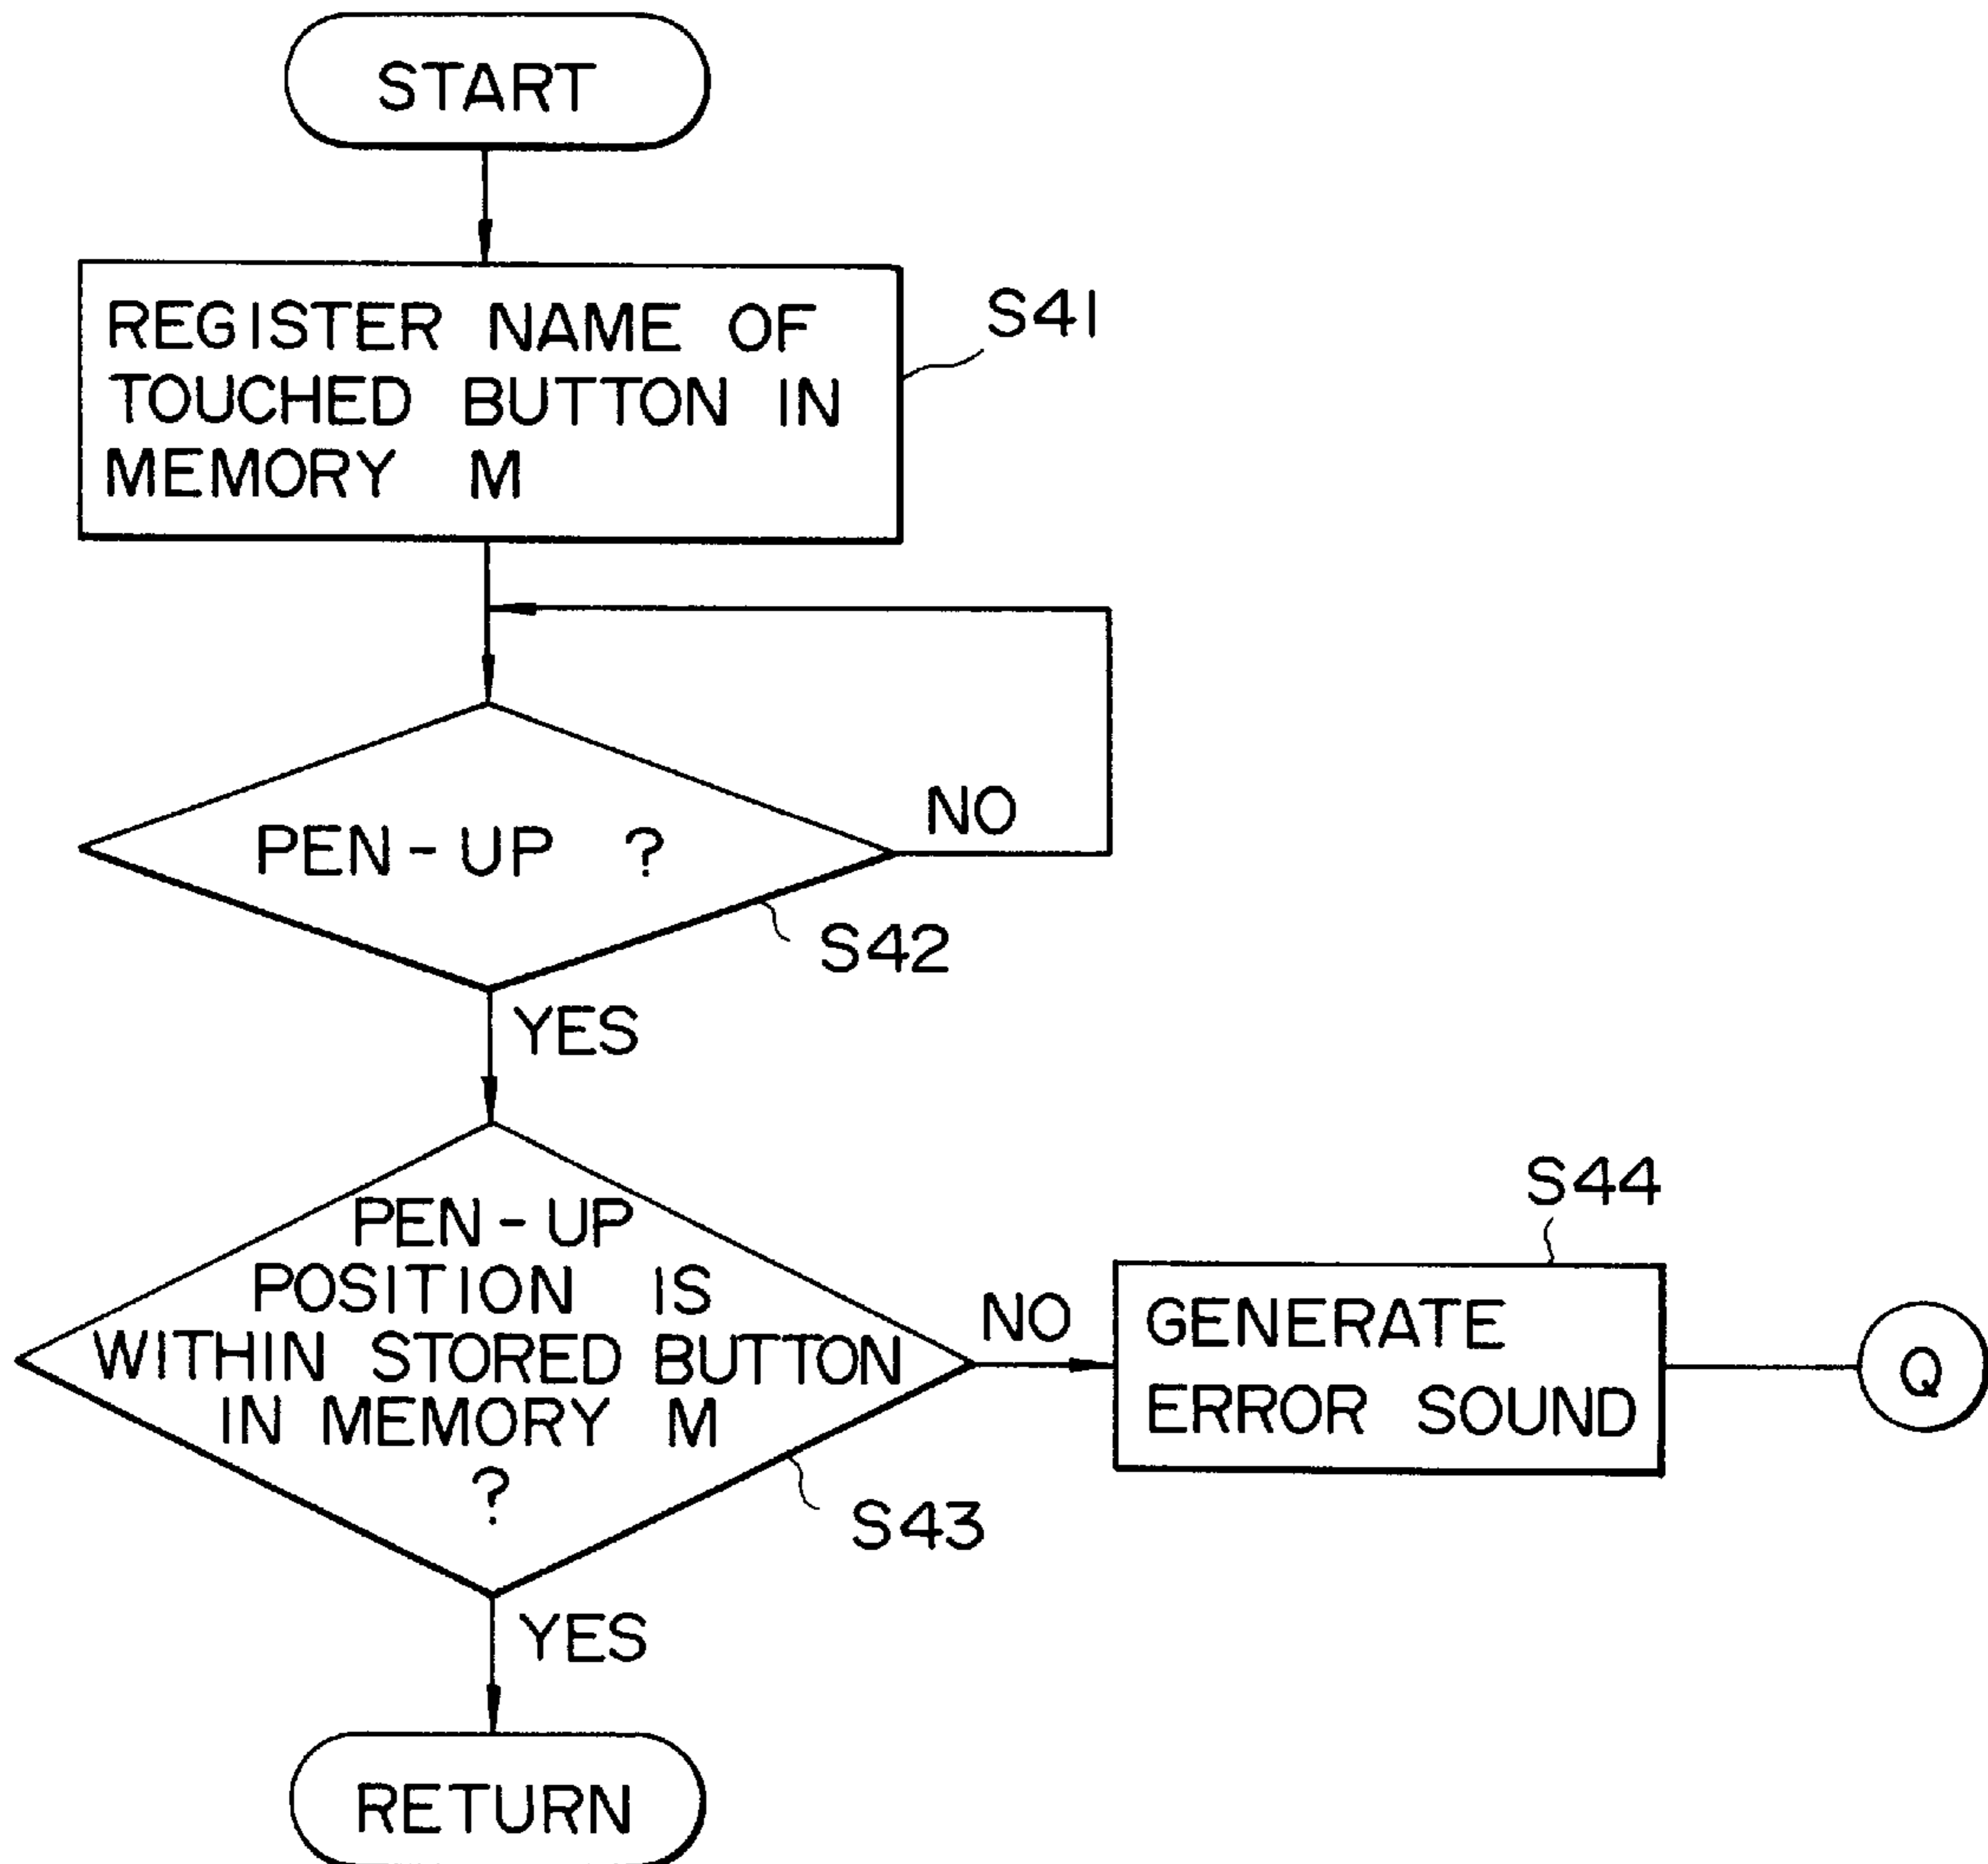 START
REGISTER NAME OF
TOUCHED BUTTON IN
MEMORY M
S41
PEN-UP ?
NO
S42
YES
PEN-UP
POSITION IS
WITHIN STORED BUTTON
IN MEMORY M
?
NO
S43
S44
GENERATE
ERROR SOUND
Q
YES
RETURN